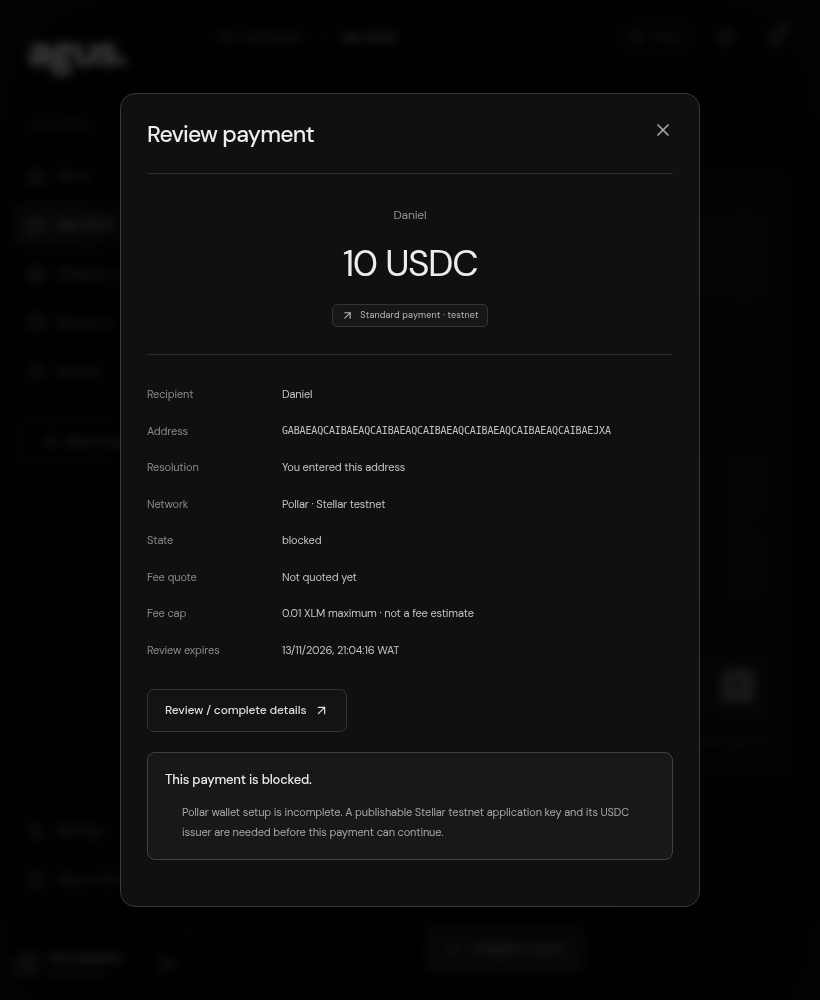 agus.
Review payment
Daniel
10 USDC
Standard payment · testnet
Recipient Daniel
Address GABAEAQCAIBAEAQCAIBAEAQCAIBAEAQCAIBAEAQCAIBAEAQCAIBAEJXA
Resolution You entered this address
Network Pollar · Stellar testnet
State blocked
Fee quote Not quoted yet
Fee cap 0.01 XLM maximum · not a fee estimate
Review expires 13/11/2026, 21:04:16 WAT
Review / complete details
This payment is blocked.
Pollar wallet setup is incomplete. A publishable Stellar testnet application key and its USDC
issuer are needed before this payment can continue.